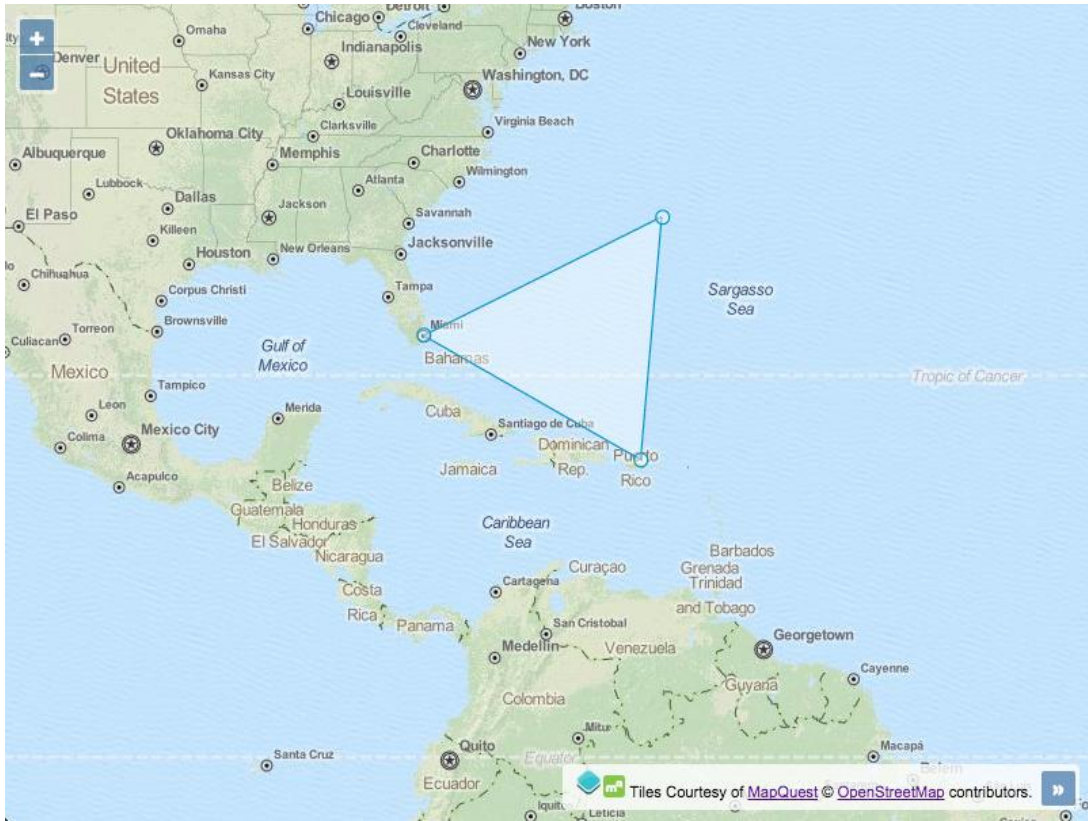 Detroit
Boston
Chicago
Cleveland
Omaha
New York
+
Denver
−
United
States
Indianapolis
Kansas City
Washington, DC
Louisville
Virginia Beach
Clarksville
Oklahoma City
Albuquerque
Memphis
Charlotte
Wilmington
Lubbock
Atlanta
Dallas
Jackson
El Paso
Savannah
Killeen
Houston
New Orleans
Jacksonville
Chihuahua
Tampa
Corpus Christi
Sargasso
Sea
Brownsville
Miami
Torreon
Culiacan
Gulf of
Mexico
Bahamas
Mexico
Tropic of Cancer
Tampico
Leon
Merida
Cuba
Santiago de Cuba
Colima
Mexico City
Dominican
Rep.
Puerto
Rico
Jamaica
Acapulco
Belize
Guatemala
Honduras
El Salvador
Nicaragua
Caribbean
Sea
Barbados
Grenada
Trinidad
and Tobago
Curaçao
Cartagena
Costa
Rica
Panama
San Cristobal
Georgetown
Medellin
Venezuela
Cayenne
Guyana
Colombia
Mitu
Quito
Santa Cruz
Equator
Macapá
Ecuador
Belem
Tiles Courtesy of MapQuest © OpenStreetMap contributors.
»
Leticia